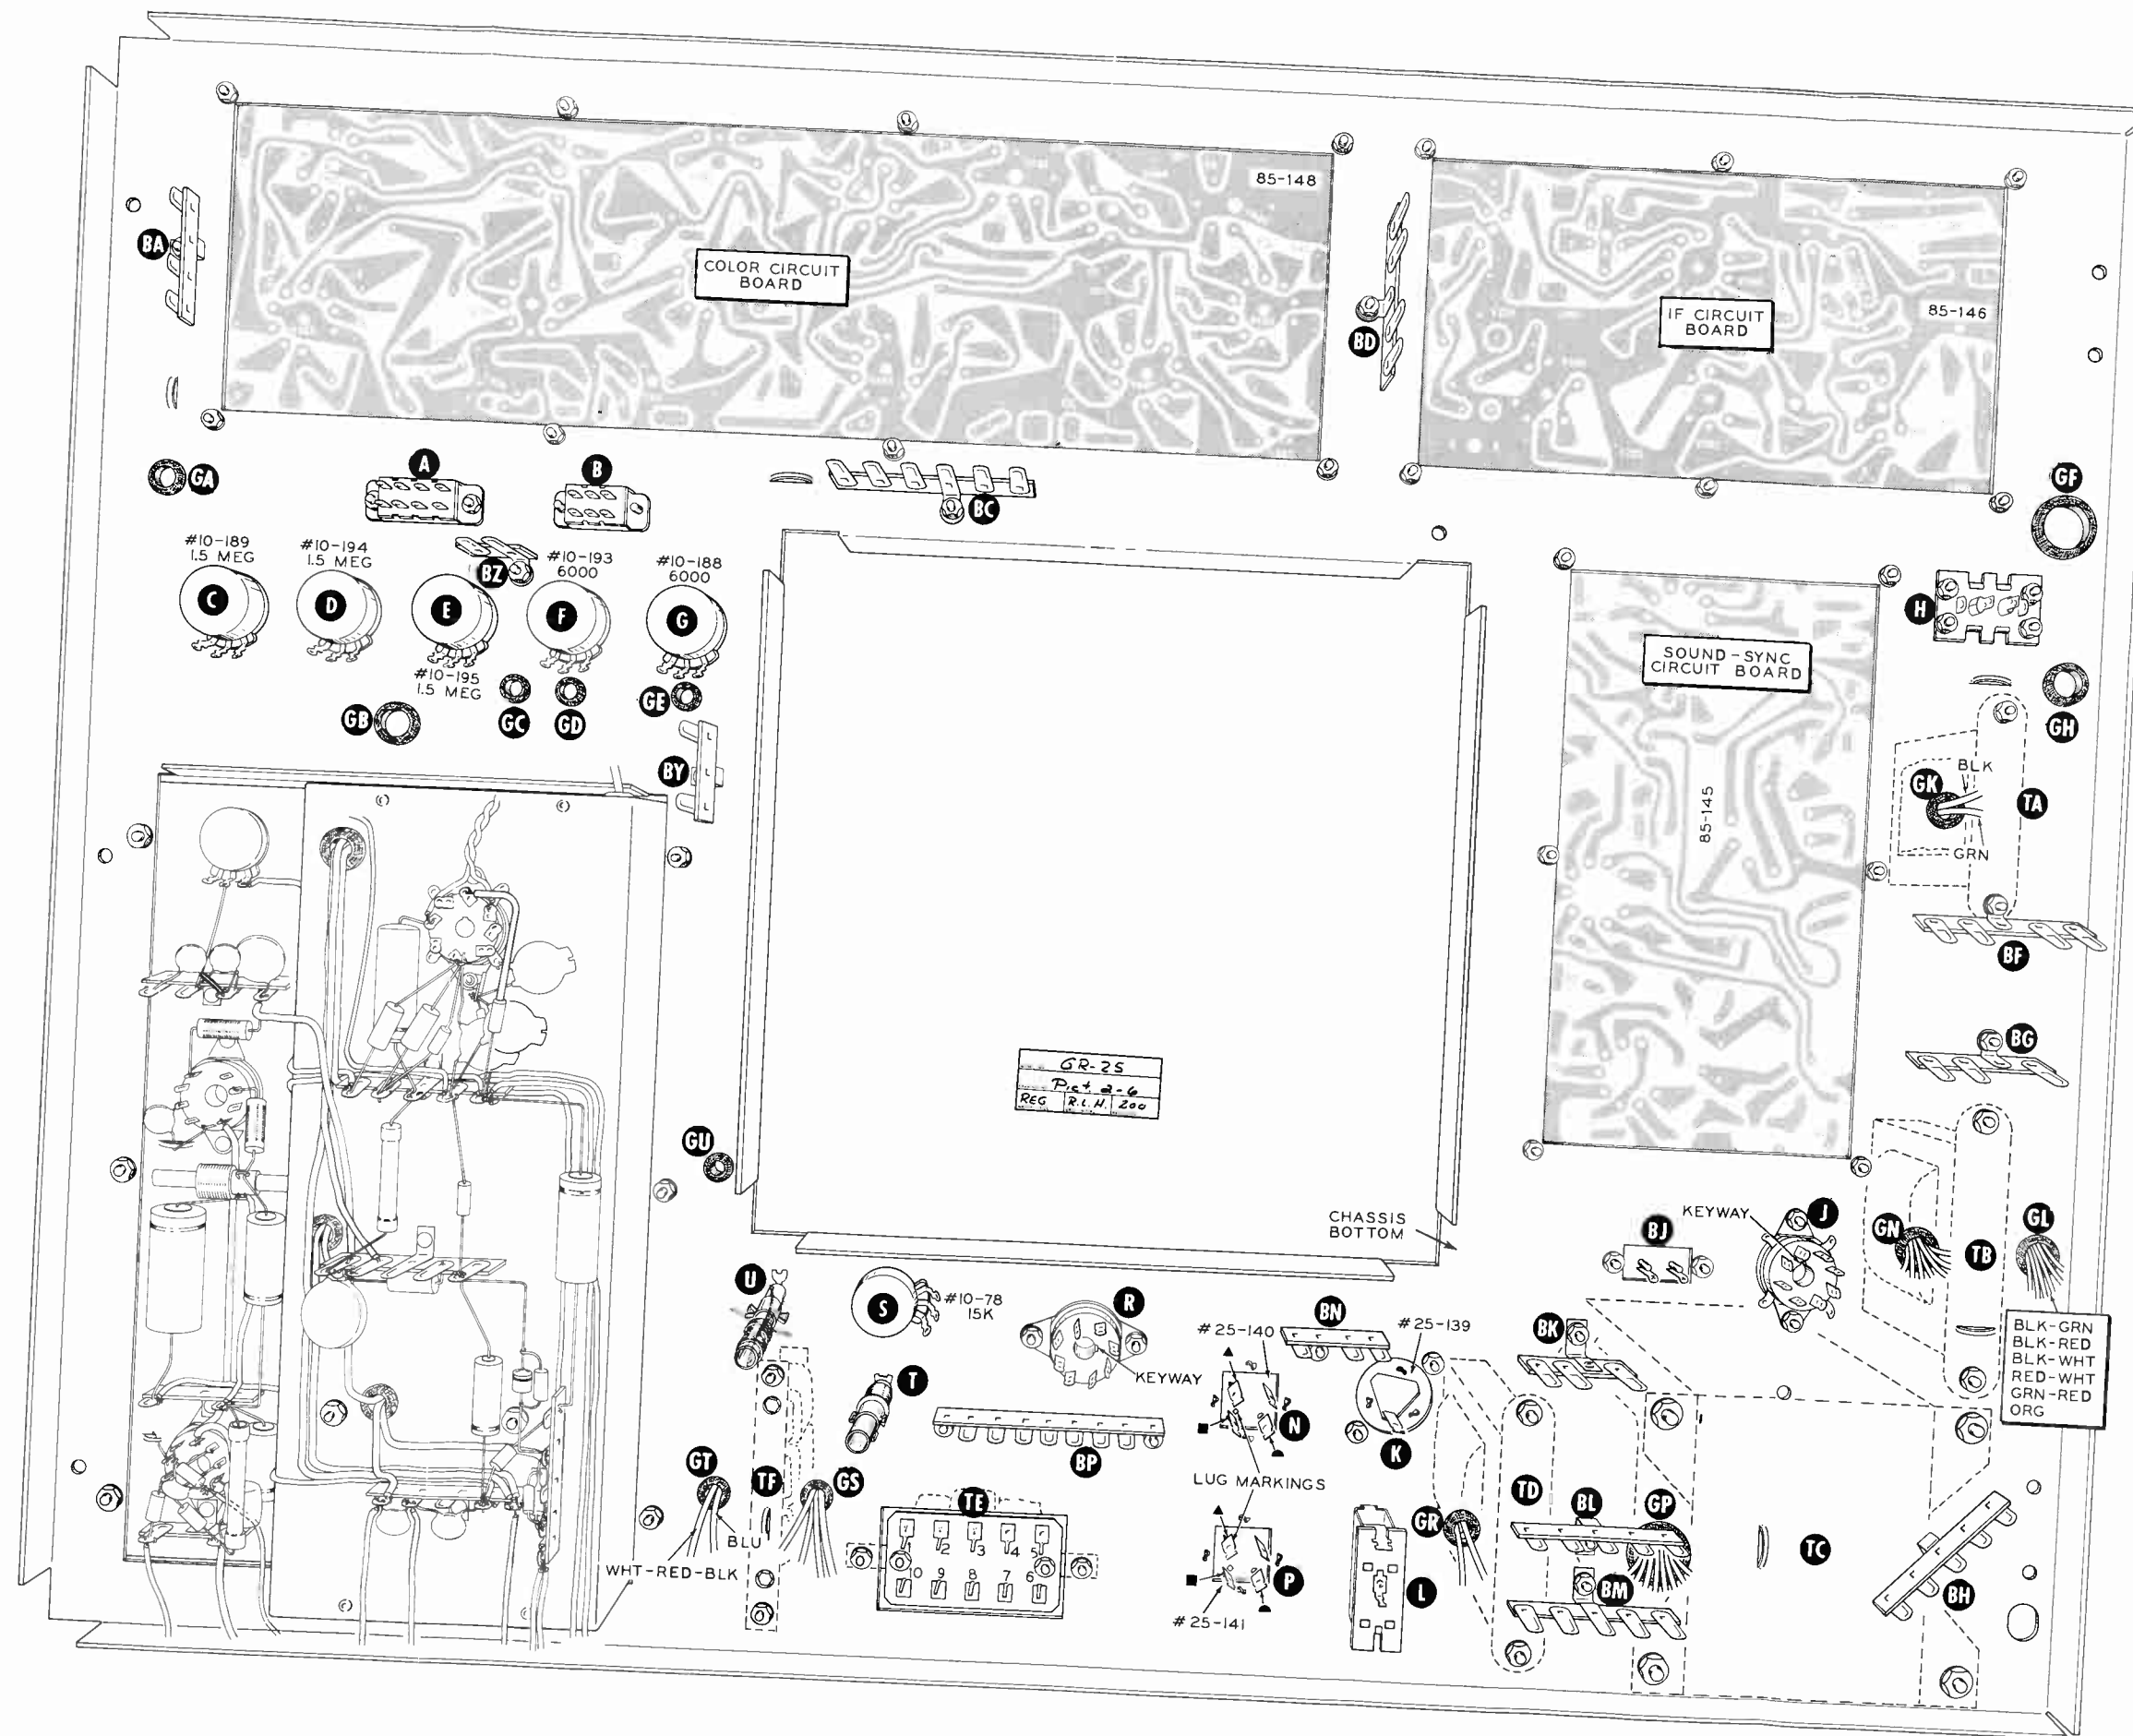 85-148
COLOR CIRCUIT
BOARD
BA
BD
IF CIRCUIT
BOARD
85-146
GA
A
B
BC
GF
#10-189
1.5 MEG
#10-194
1.5 MEG
BZ
#10-193
6000
#10-188
6000
C
D
E
F
G
H
#10-195
1.5 MEG
SOUND-SYNC
CIRCUIT BOARD
GB
GC
GD
GE
GH
BY
BLK
GK
TA
85-145
GRN
BF
BG
GR-25
Pict 2-6
REG R.L.H. 200
GU
CHASSIS
BOTTOM
KEYWAY
J
BJ
GN
TB
GL
U
S
#10-78
15K
R
KEYWAY
#25-140
BN
#25-139
BK
BLK-GRN
BLK-RED
BLK-WHT
RED-WHT
GRN-RED
ORG
T
N
K
BP
LUG MARKINGS
GT
TF
GS
TE
BLU
WHT-RED-BLK
1 2 3 4 5
10 9 8 7 6
P
#25-141
L
GR
TD
BL
GP
BM
TC
BH